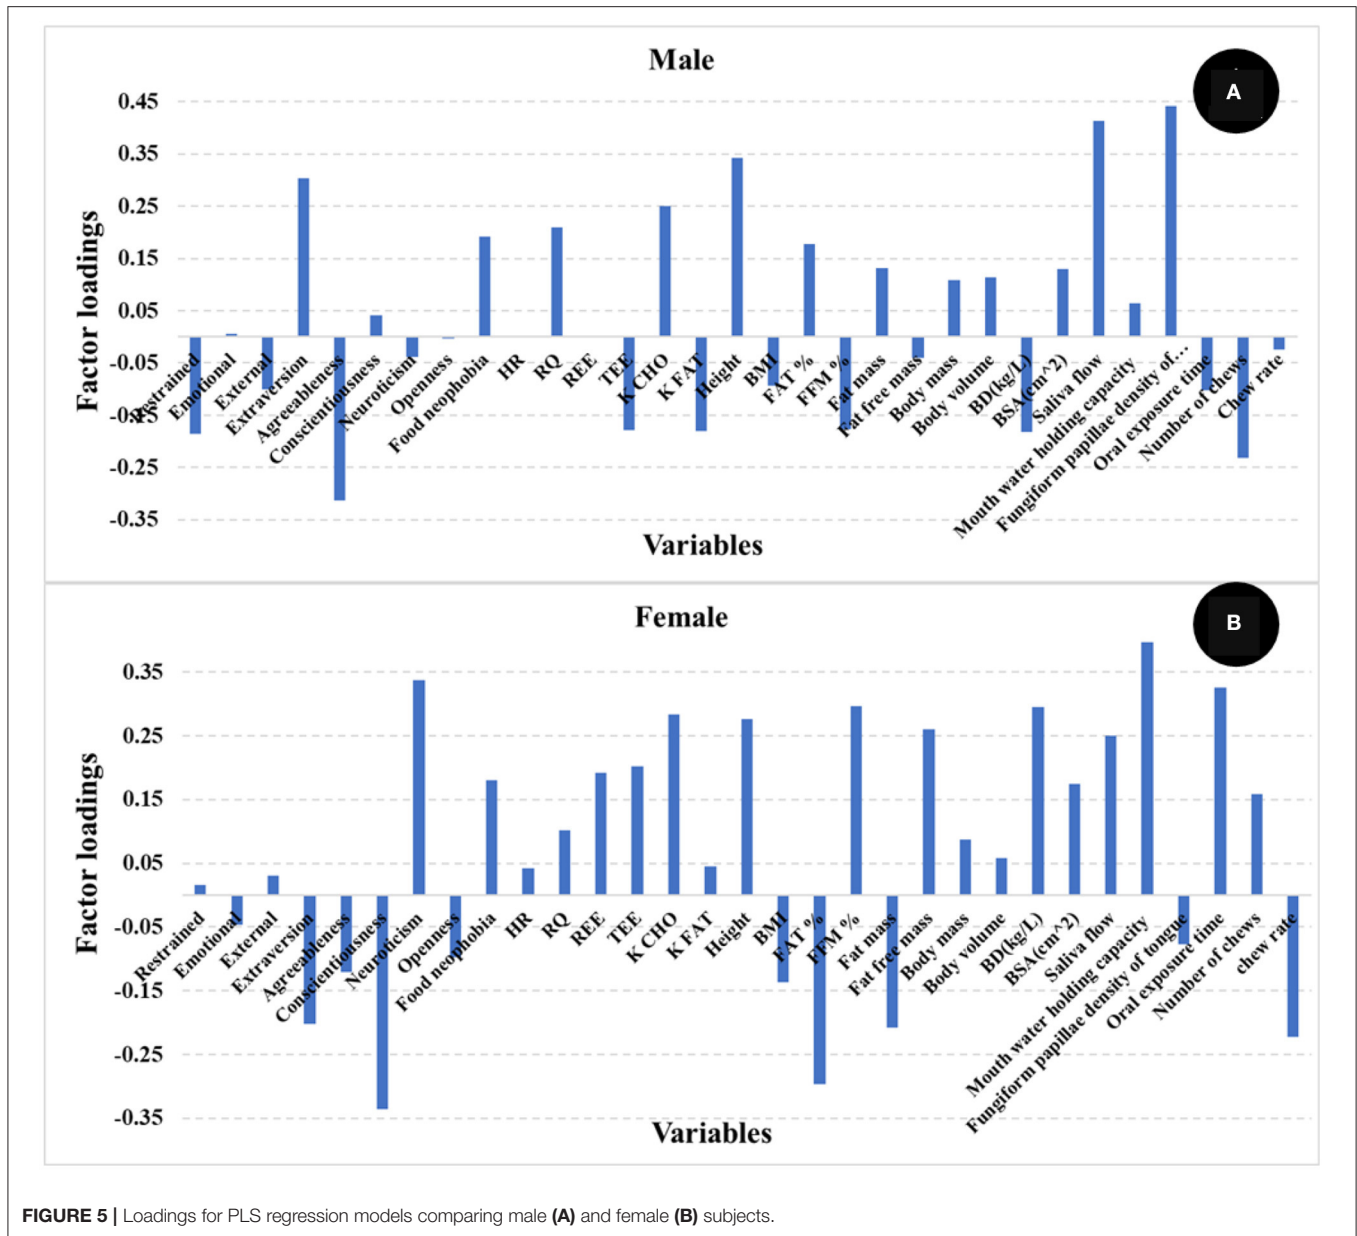 Male
A
0.45
0.35
0.25
0.15
0.05
-0.05
-0.15
-0.25
-0.35
Factor loadings
Restrained
Emotional
External
Extraversion
Agreeableness
Conscientiousness
Neuroticism
Openness
Food neophobia
HR
RQ
REE
TEE
K CHO
K FAT
Height
BMI
FAT %
FFM %
Fat mass
Fat free mass
Body mass
Body volume
BD(kg/L)
BSA(cm^2)
Saliva flow
Mouth water holding capacity
Fungiform papillae density of...
Oral exposure time
Number of chews
Chew rate
Variables
Female
B
0.35
0.25
0.15
0.05
-0.05
-0.15
-0.25
-0.35
Factor loadings
Restrained
Emotional
External
Extraversion
Agreeableness
Conscientiousness
Neuroticism
Openness
Food neophobia
HR
RQ
REE
TEE
K CHO
K FAT
Height
BMI
FAT %
FFM %
Fat mass
Fat free mass
Body mass
Body volume
BD(kg/L)
BSA(cm^2)
Saliva flow
Mouth water holding capacity
Fungiform papillae density of tongue
Oral exposure time
Number of chews
chew rate
Variables
FIGURE 5 | Loadings for PLS regression models comparing male (A) and female (B) subjects.